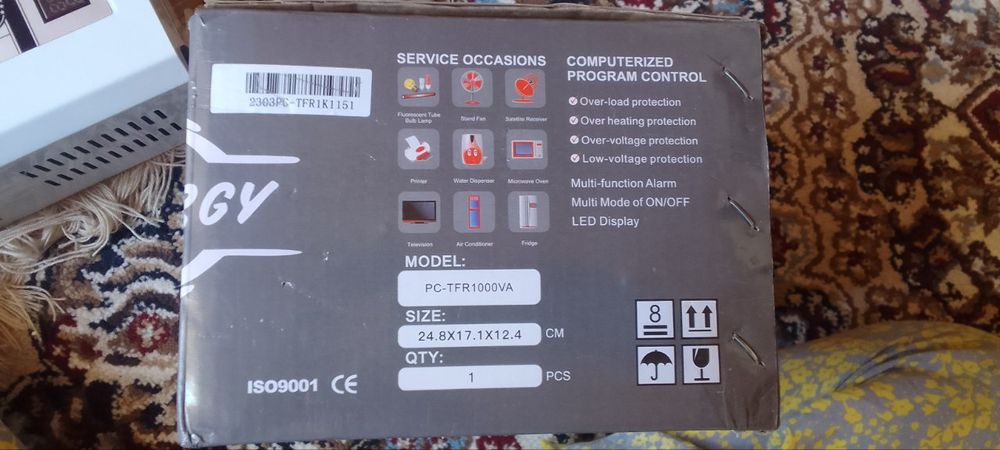 2303PC-TFR1K1151
RGY
SERVICE OCCASIONS
Fluorescent Tube
Bulb Lamp
Stand Fan
Satellite Receiver
Printer
Water Dispenser
Microwave Oven
Television
Air Conditioner
Fridge
MODEL:
PC-TFR1000VA
SIZE:
24.8X17.1X12.4 CM
QTY:
1 PCS
ISO9001 CE
COMPUTERIZED
PROGRAM CONTROL
Over-load protection
Over heating protection
Over-voltage protection
Low-voltage protection
Multi-function Alarm
Multi Mode of ON/OFF
LED Display
8